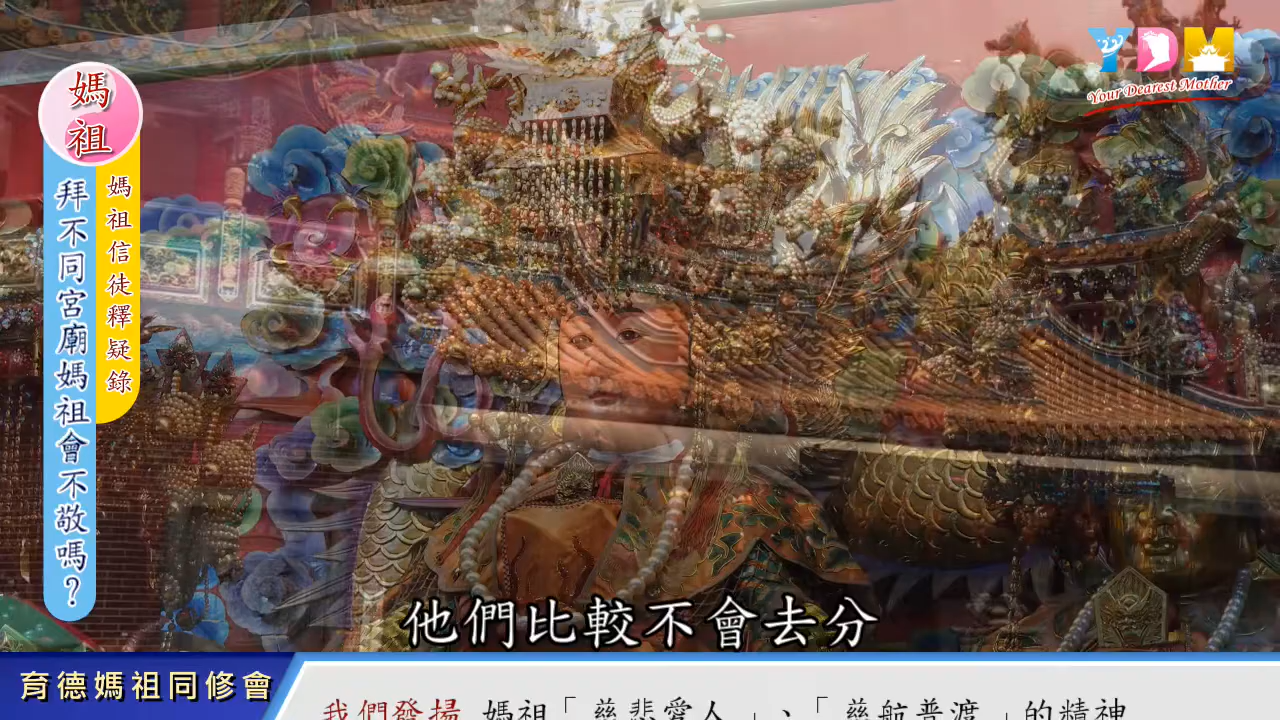 媽祖
媽祖信徒釋疑錄
拜不同宮廟媽祖會不敬嗎？
YDM
Your Dearest Mother
他們比較不會去分
育德媽祖同修會
我們發揚 媽祖「慈悲愛人」、「慈航普渡」的精神